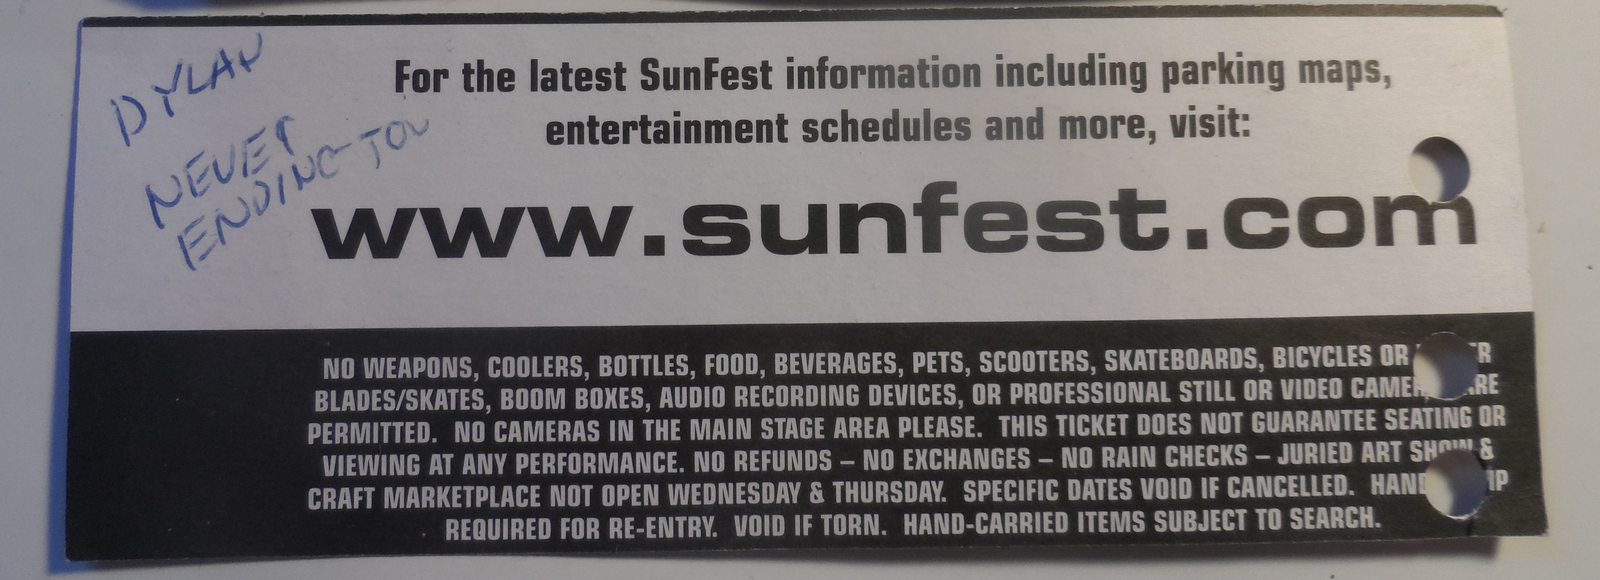 DYLAN
NEVER
ENDING TOU
For the latest SunFest information including parking maps,
entertainment schedules and more, visit:
www.sunfest.com
NO WEAPONS, COOLERS, BOTTLES, FOOD, BEVERAGES, PETS, SCOOTERS, SKATEBOARDS, BICYCLES OR
BLADES/SKATES, BOOM BOXES, AUDIO RECORDING DEVICES, OR PROFESSIONAL STILL OR VIDEO
PERMITTED. NO CAMERAS IN THE MAIN STAGE AREA PLEASE. THIS TICKET DOES NOT GUARANTEE SEATING OR
VIEWING AT ANY PERFORMANCE. NO REFUNDS – NO EXCHANGES – NO RAIN CHECKS – JURIED ART SHOW &
CRAFT MARKETPLACE NOT OPEN WEDNESDAY & THURSDAY. SPECIFIC DATES VOID IF CANCELLED.
REQUIRED FOR RE-ENTRY. VOID IF TORN. HAND-CARRIED ITEMS SUBJECT TO SEARCH.